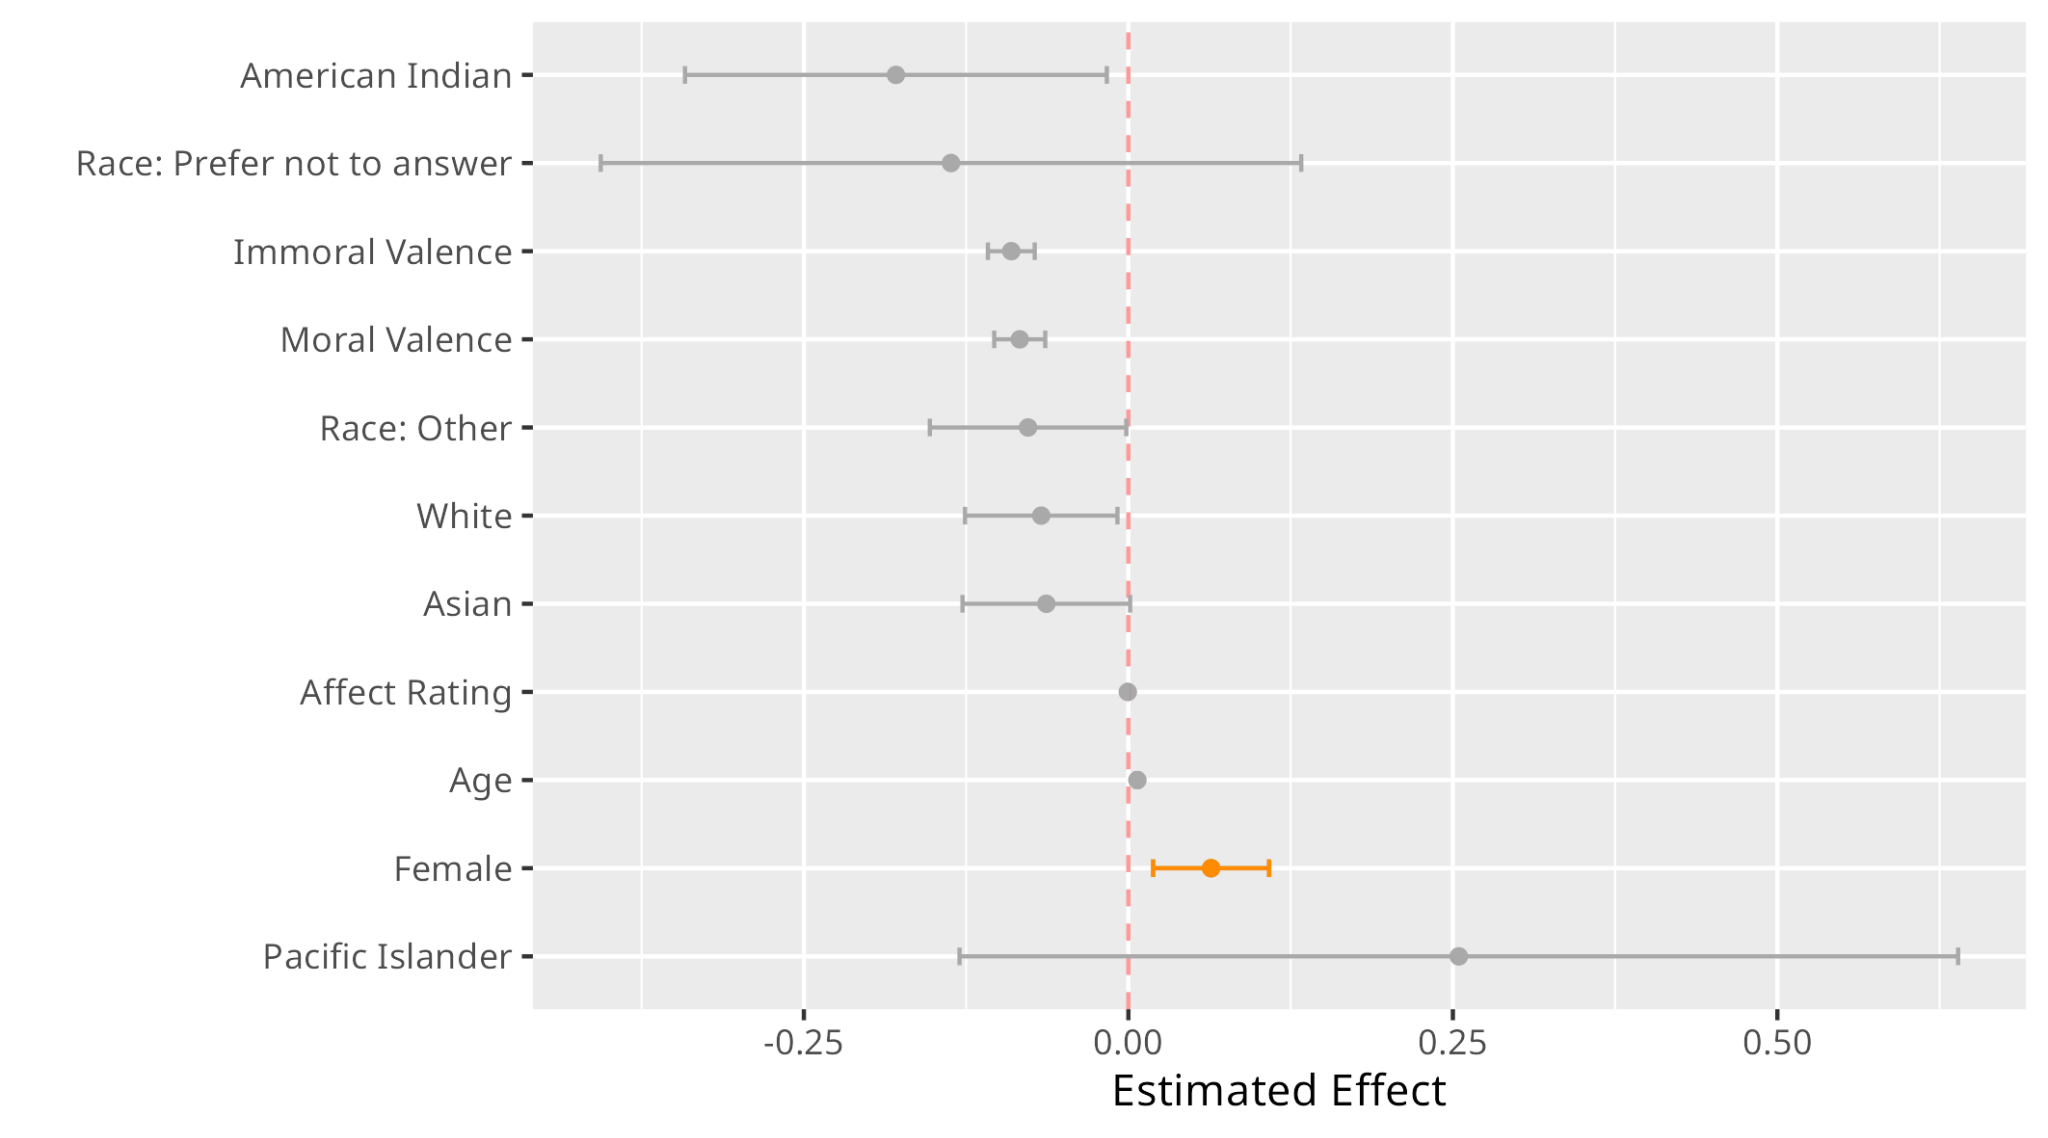 American Indian
Race: Prefer not to answer
Immoral Valence
Moral Valence
Race: Other
White
Asian
Affect Rating
Age
Female
Pacific Islander
-0.25 0.00 0.25 0.50
Estimated Effect